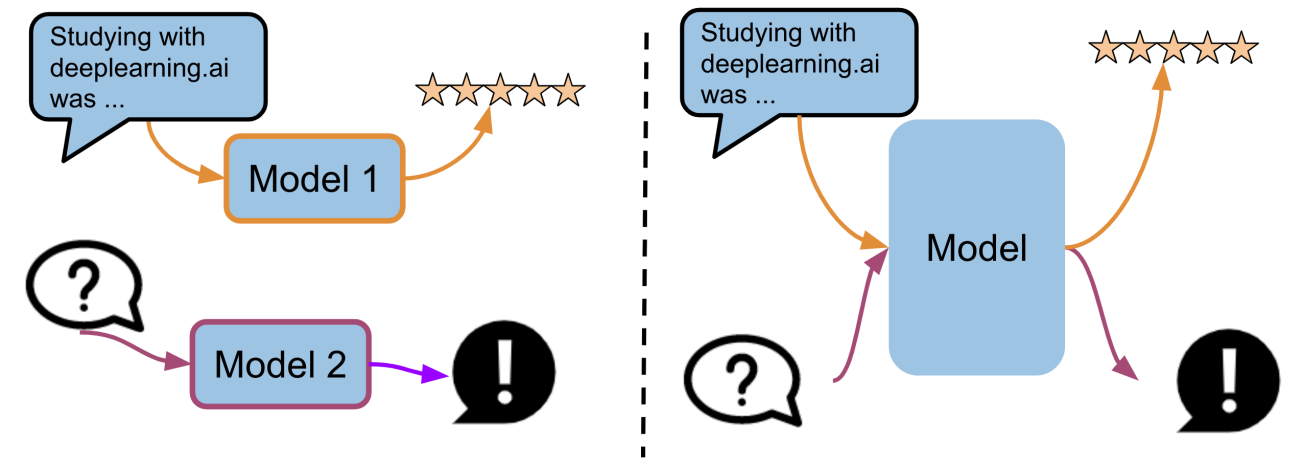 Studying with
deeplearning.ai
was ...
Model 1
?
Model 2
!
Studying with
deeplearning.ai
was ...
Model
?
!